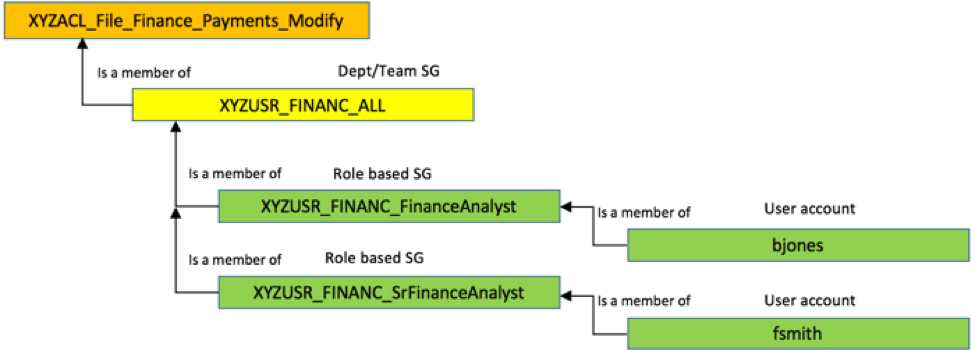 XYZACL_File_Finance_Payments_Modify
Is a member of
Dept/Team SG
XYZUSR_FINANC_ALL
Is a member of
Role based SG
XYZUSR_FINANC_FinanceAnalyst
Is a member of
User account
bjones
Is a member of
Role based SG
XYZUSR_FINANC_SrFinanceAnalyst
Is a member of
User account
fsmith